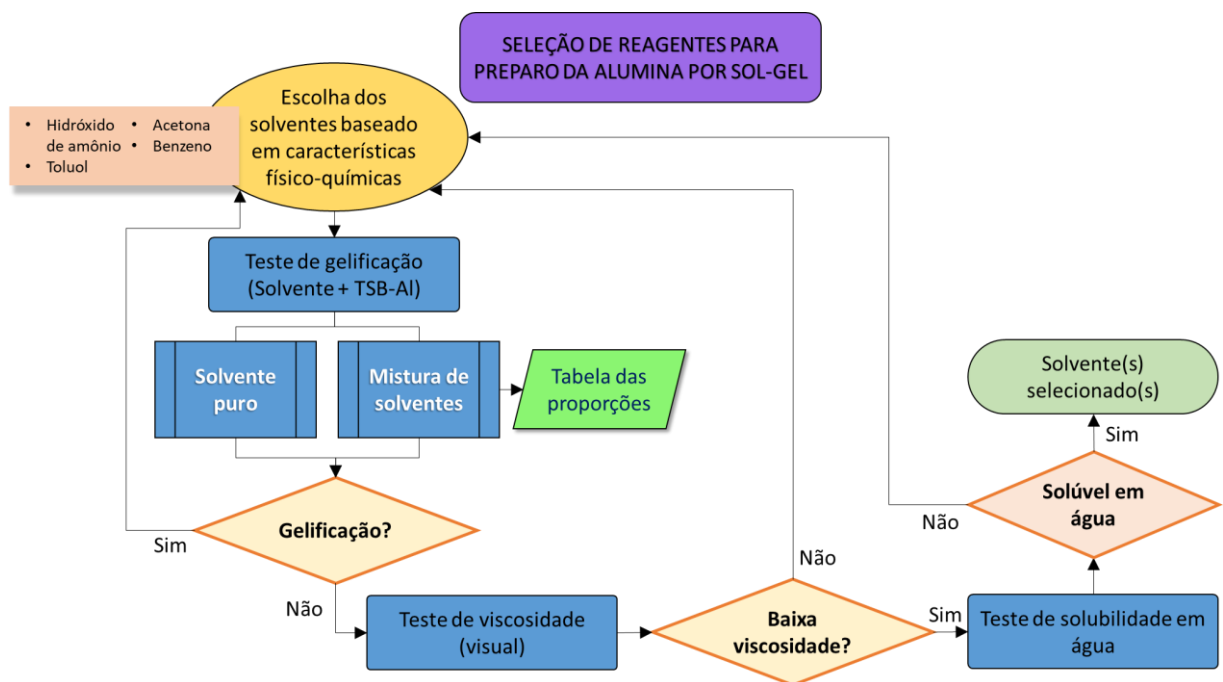 SELEÇÃO DE REAGENTES PARA
PREPARO DA ALUMINA POR SOL-GEL
• Hidróxido
de amônio
• Toluol
• Acetona
• Benzeno
Escolha dos
solventes baseado
em características
físico-químicas
Teste de gelificação
(Solvente + TSB-Al)
Solvente
puro
Mistura de
solventes
Tabela das
proporções
Gelificação?
Sim
Não
Teste de viscosidade
(visual)
Baixa
viscosidade?
Não
Sim
Teste de solubilidade em
água
Solúvel em
água
Não
Sim
Solvente(s)
selecionado(s)